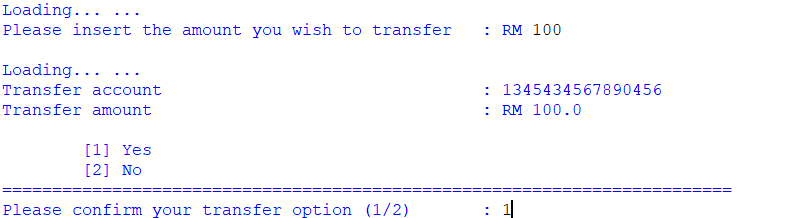 Loading... ...
Please insert the amount you wish to transfer   : RM 100

Loading... ...
Transfer account                                : 1345434567890456
Transfer amount                                 : RM 100.0

        [1] Yes
        [2] No
=========================================================================
Please confirm your transfer option (1/2)       : 1